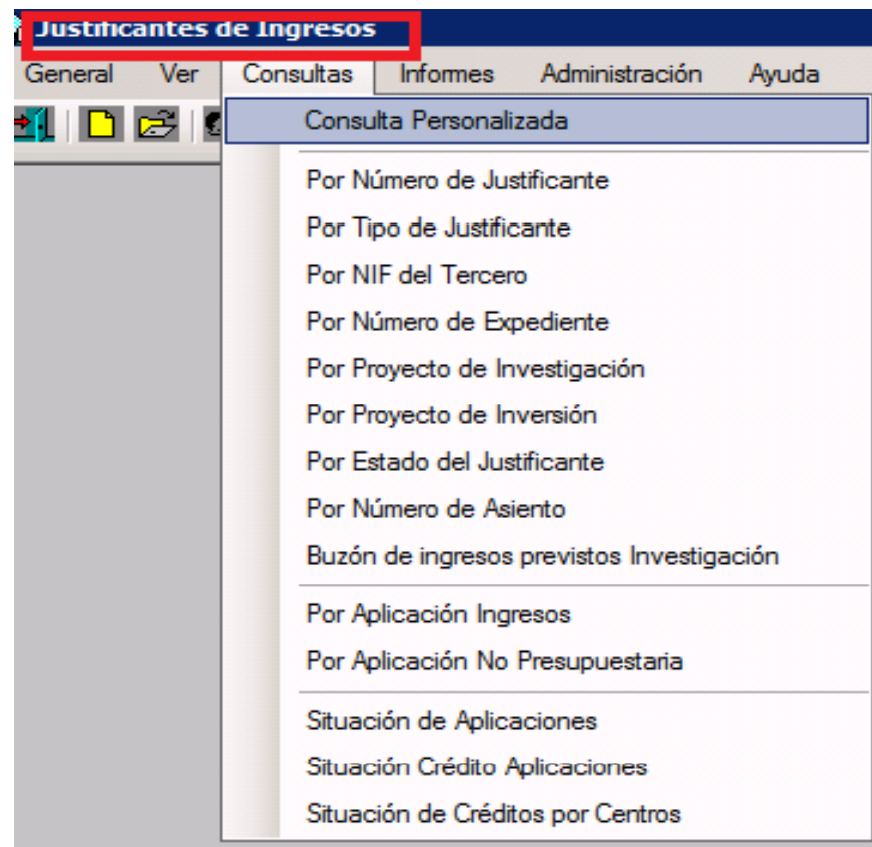 Justificantes de Ingresos
General Ver Consultas Informes Administración Ayuda
Consulta Personalizada
Por Número de Justificante
Por Tipo de Justificante
Por NIF del Tercero
Por Número de Expediente
Por Proyecto de Investigación
Por Proyecto de Inversión
Por Estado del Justificante
Por Número de Asiento
Buzón de ingresos previstos Investigación
Por Aplicación Ingresos
Por Aplicación No Presupuestaria
Situación de Aplicaciones
Situación Crédito Aplicaciones
Situación de Créditos por Centros